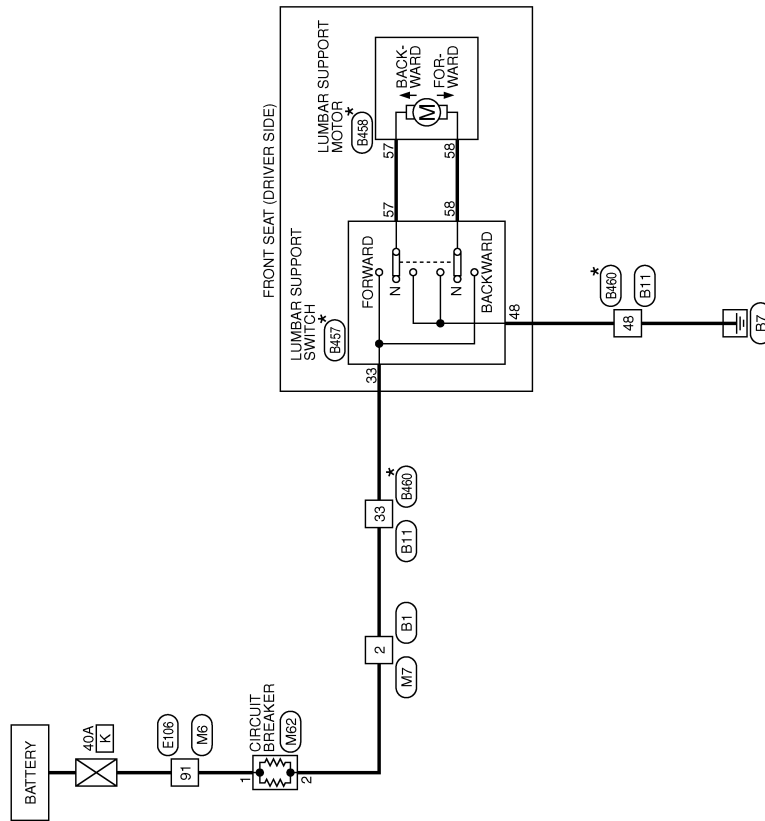 BATTERY
40A
K
91
E106
M6
CIRCUIT
BREAKER
M62
1
2
2
M7
B1
33
B11
B460
*
FRONT SEAT (DRIVER SIDE)
LUMBAR SUPPORT
SWITCH
*
B457
33
FORWARD
N
N
BACKWARD
48
57
58
57
58
LUMBAR SUPPORT
MOTOR
*
B458
M
BACK-
WARD
FOR-
WARD
48
B460
*
B11
B7